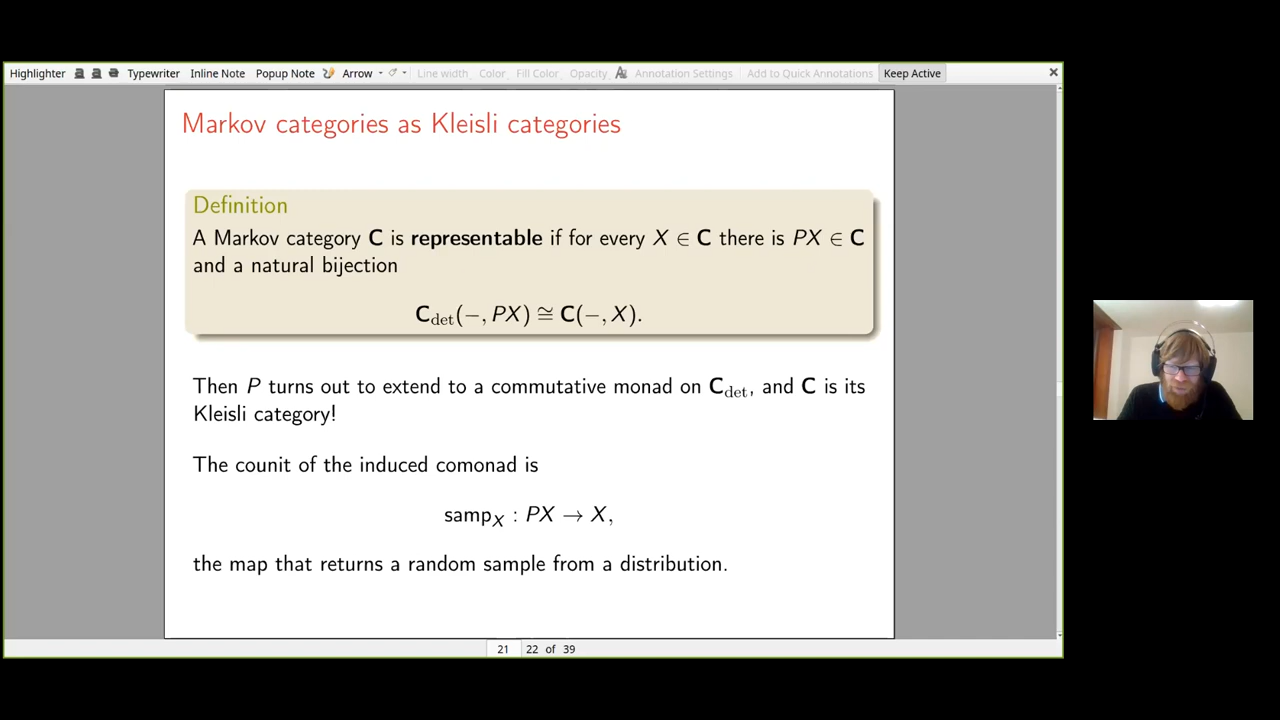 Highlighter Typewriter Inline Note Popup Note Arrow Line width Color Fill Color Opacity Annotation Settings Add to Quick Annotations Keep Active
Markov categories as Kleisli categories
Definition
A Markov category C is representable if for every X ∈ C there is PX ∈ C
and a natural bijection
C_det(−, PX) ≅ C(−, X).
Then P turns out to extend to a commutative monad on C_det, and C is its
Kleisli category!
The counit of the induced comonad is
samp_X : PX → X,
the map that returns a random sample from a distribution.
21 22 of 39